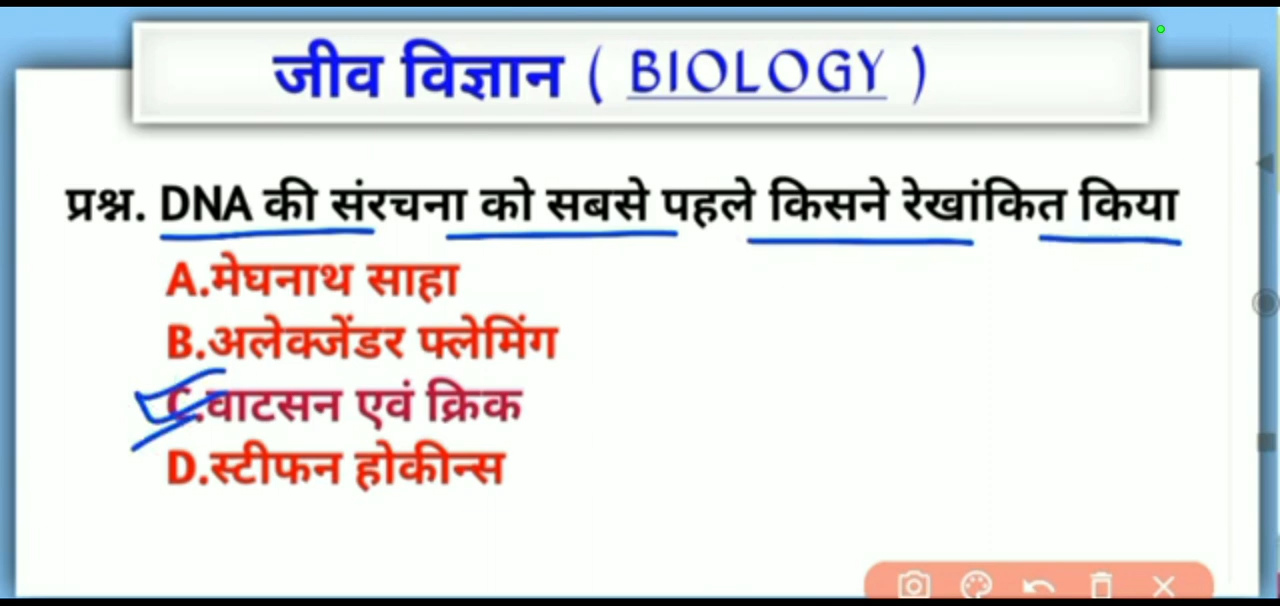 जीव विज्ञान ( BIOLOGY )
प्रश्न. DNA की संरचना को सबसे पहले किसने रेखांकित किया
A.मेघनाथ साहा
B.अलेक्जेंडर फ्लेमिंग
C.वाटसन एवं क्रिक
D.स्टीफन होकीन्स